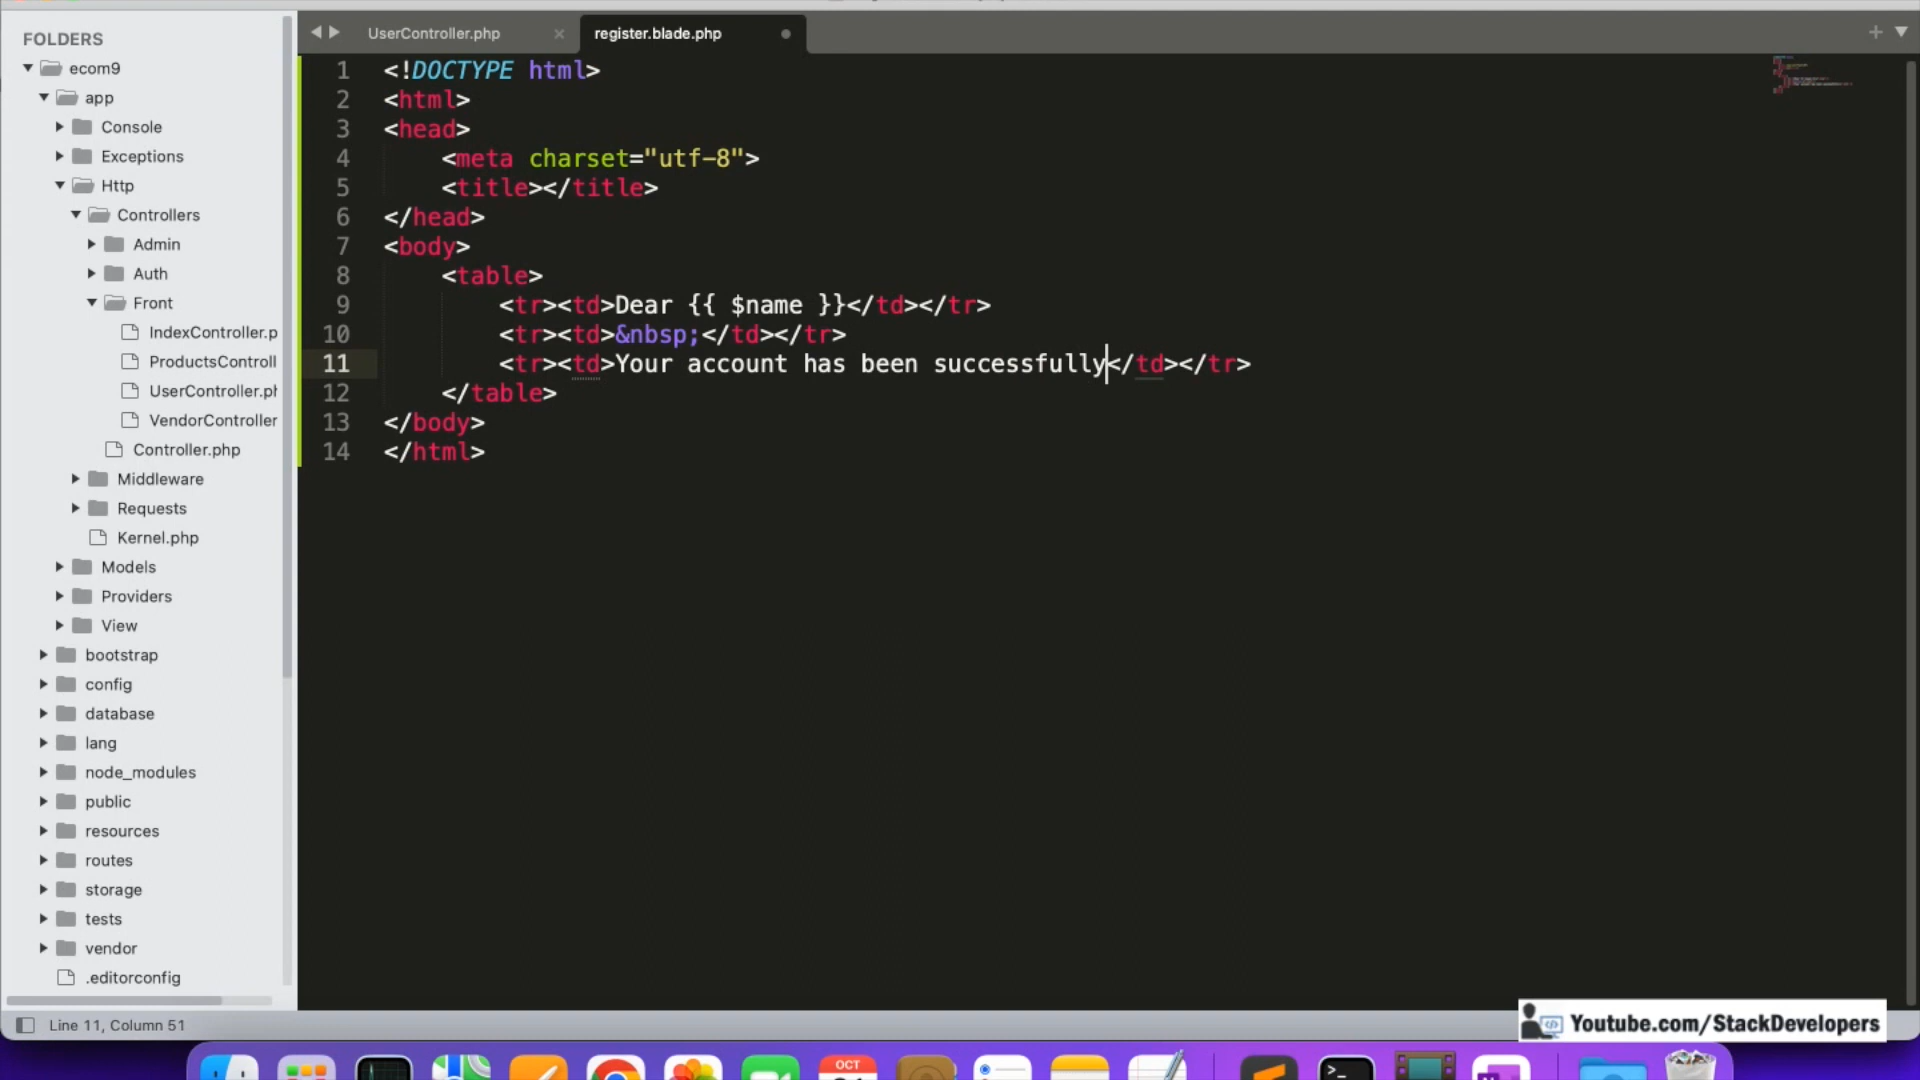 FOLDERS
ecom9
app
Console
Exceptions
Http
Controllers
Admin
Auth
Front
IndexController.p
ProductsControll
UserController.ph
VendorController
Controller.php
Middleware
Requests
Kernel.php
Models
Providers
View
bootstrap
config
database
lang
node_modules
public
resources
routes
storage
tests
vendor
.editorconfig
UserController.php
register.blade.php
1 <!DOCTYPE html>
2 <html>
3 <head>
4 <meta charset="utf-8">
5 <title></title>
6 </head>
7 <body>
8 <table>
9 <tr><td>Dear {{ $name }}</td></tr>
10 <tr><td>&nbsp;</td></tr>
11 <tr><td>Your account has been successfully</td></tr>
12 </table>
13 </body>
14 </html>
Line 11, Column 51
Youtube.com/StackDevelopers
OCT